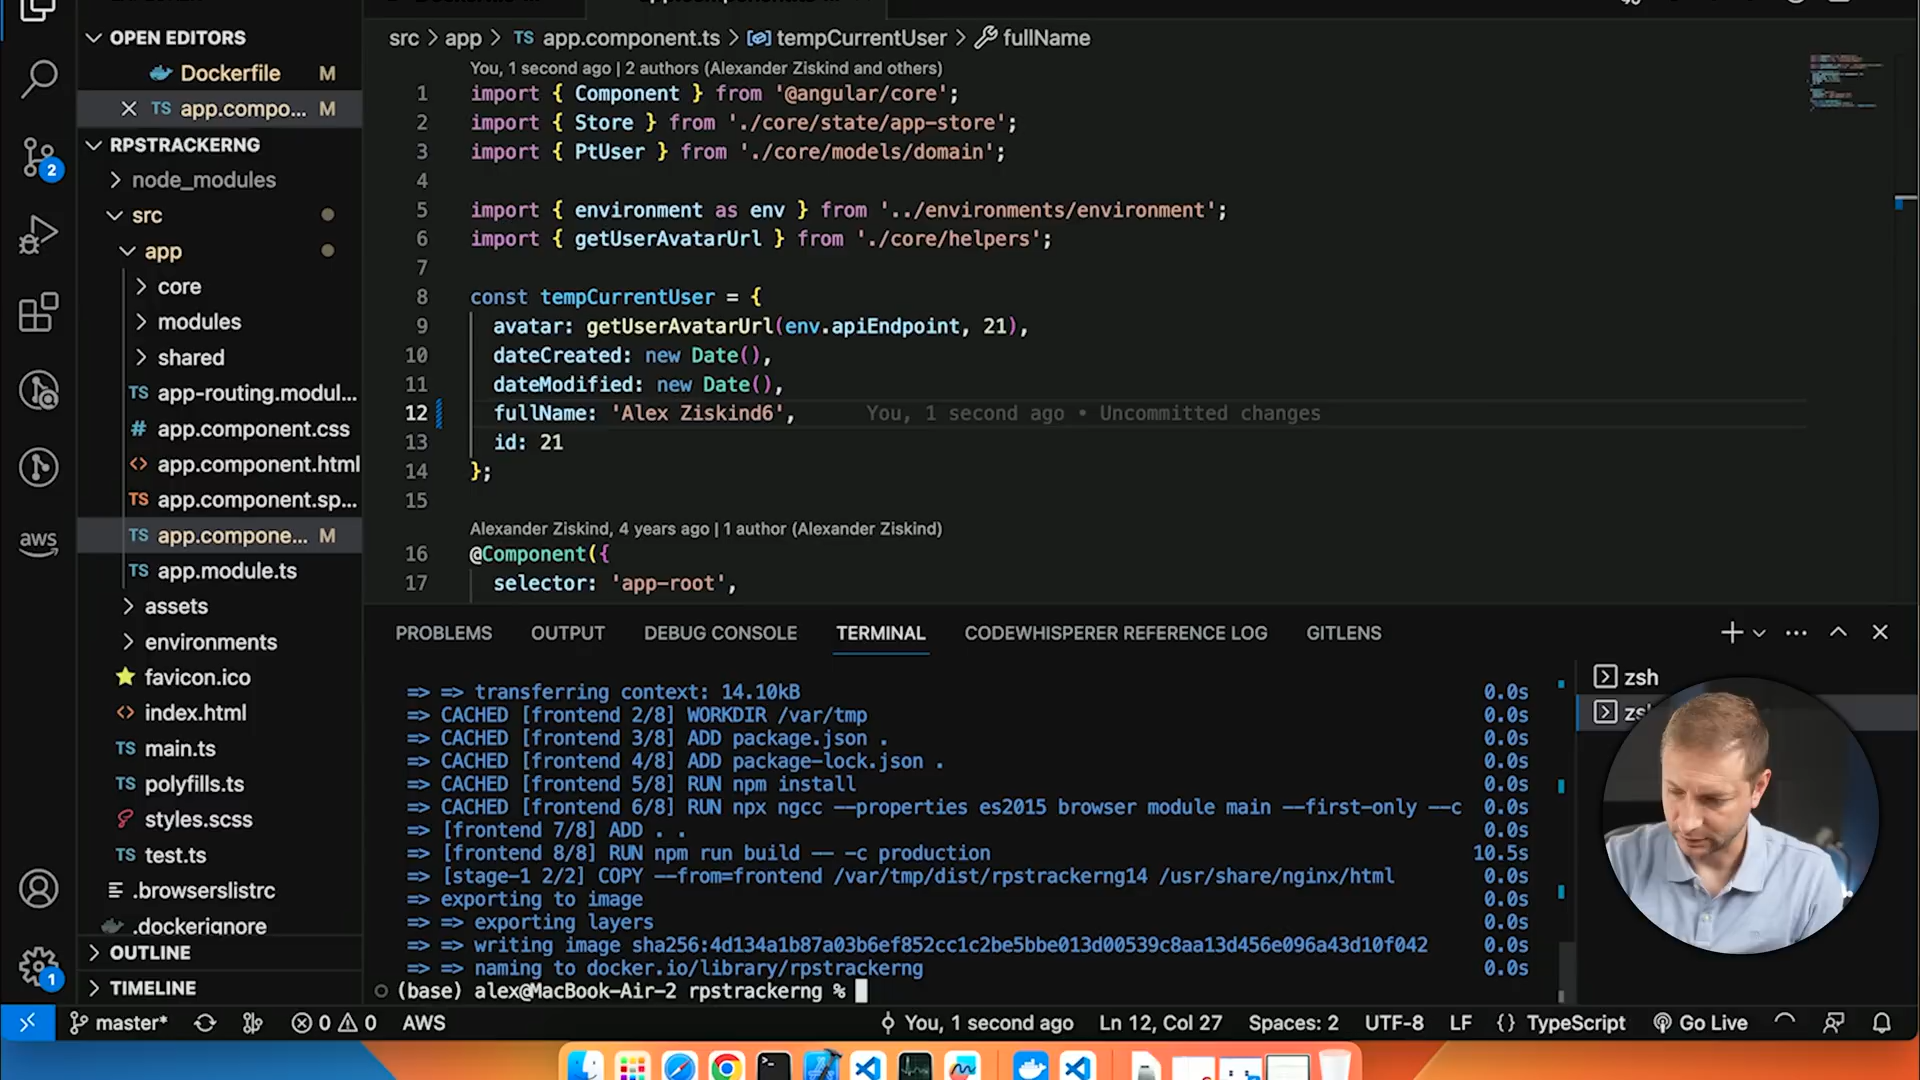 OPEN EDITORS
Dockerfile M
app.compo... M
RPSTRACKERNG
node_modules
src
app
core
modules
shared
app-routing.modul...
app.component.css
app.component.html
app.component.sp...
app.compone... M
app.module.ts
assets
environments
favicon.ico
index.html
main.ts
polyfills.ts
styles.scss
test.ts
.browserslistrc
.dockerignore
OUTLINE
TIMELINE
2
aws
1
src > app > TS app.component.ts > tempCurrentUser > fullName
You, 1 second ago | 2 authors (Alexander Ziskind and others)
1 import { Component } from '@angular/core';
2 import { Store } from './core/state/app-store';
3 import { PtUser } from './core/models/domain';
4
5 import { environment as env } from '../environments/environment';
6 import { getUserAvatarUrl } from './core/helpers';
7
8 const tempCurrentUser = {
9 avatar: getUserAvatarUrl(env.apiEndpoint, 21),
10 dateCreated: new Date(),
11 dateModified: new Date(),
12 fullName: 'Alex Ziskind6', You, 1 second ago • Uncommitted changes
13 id: 21
14 };
15
Alexander Ziskind, 4 years ago | 1 author (Alexander Ziskind)
16 @Component({
17 selector: 'app-root',
PROBLEMS OUTPUT DEBUG CONSOLE TERMINAL CODEWHISPERER REFERENCE LOG GITLENS
=> => transferring context: 14.10kB 0.0s
=> CACHED [frontend 2/8] WORKDIR /var/tmp 0.0s
=> CACHED [frontend 3/8] ADD package.json . 0.0s
=> CACHED [frontend 4/8] ADD package-lock.json . 0.0s
=> CACHED [frontend 5/8] RUN npm install 0.0s
=> CACHED [frontend 6/8] RUN npx ngcc --properties es2015 browser module main --first-only --c 0.0s
=> [frontend 7/8] ADD . . 0.0s
=> [frontend 8/8] RUN npm run build -- -c production 10.5s
=> [stage-1 2/2] COPY --from=frontend /var/tmp/dist/rpstrackerng14 /usr/share/nginx/html 0.0s
=> exporting to image 0.0s
=> => exporting layers 0.0s
=> => writing image sha256:4d134a1b87a03b6ef852cc1c2be5bbe013d00539c8aa13d456e096a43d10f042 0.0s
=> => naming to docker.io/library/rpstrackerng 0.0s
(base) alex@MacBook-Air-2 rpstrackerng %
zsh
master* 0 0 AWS You, 1 second ago Ln 12, Col 27 Spaces: 2 UTF-8 LF {} TypeScript Go Live